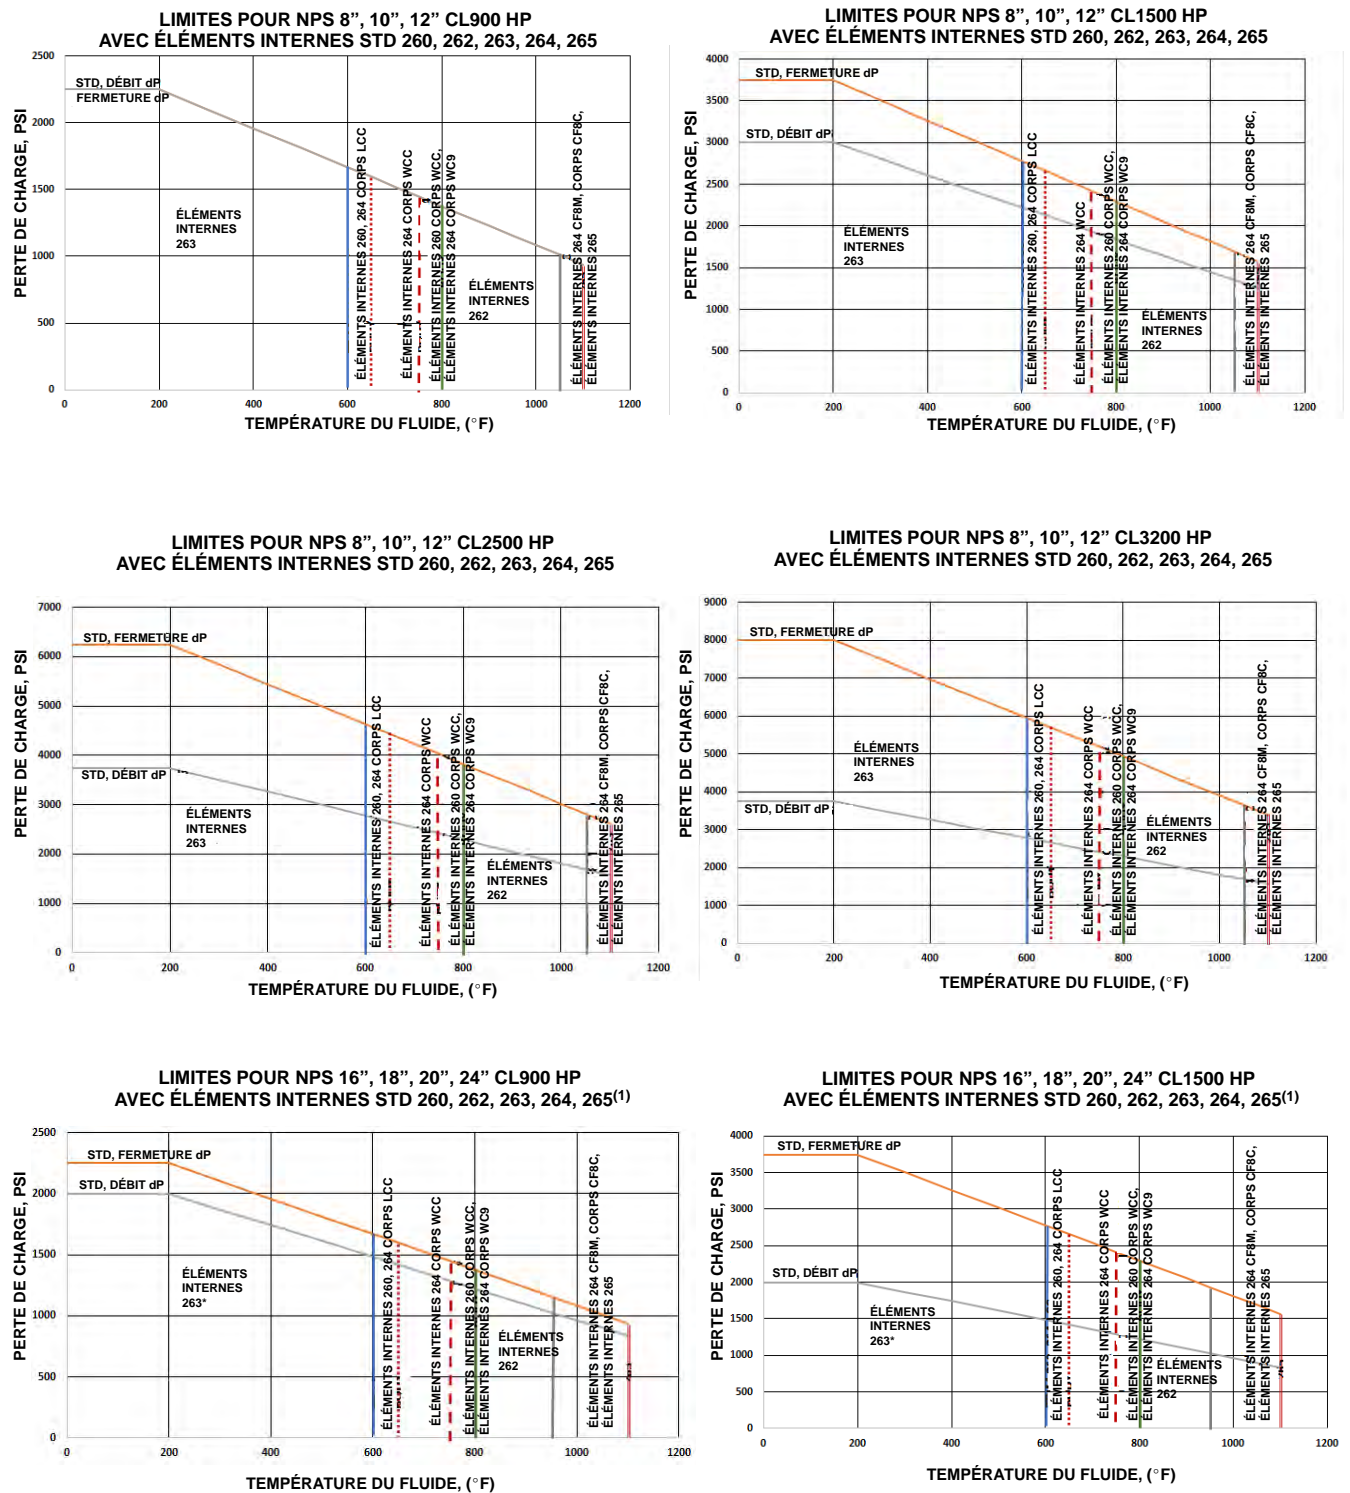 LIMITES POUR NPS 8”, 10”, 12” CL900 HP
AVEC ÉLÉMENTS INTERNES STD 260, 262, 263, 264, 265
PERTE DE CHARGE, PSI
2500
2000
1500
1000
500
0
STD, DÉBIT dP
FERMETURE dP
ÉLÉMENTS
INTERNES
263
ÉLÉMENTS INTERNES 260, 264 CORPS LCC
ÉLÉMENTS INTERNES 264 CORPS WCC
ÉLÉMENTS INTERNES 260 CORPS WCC,
ÉLÉMENTS INTERNES 264 CORPS WC9
ÉLÉMENTS
INTERNES
262
ÉLÉMENTS INTERNES 264 CF8M, CORPS CF8C,
ÉLÉMENTS INTERNES 265
0 200 400 600 800 1000 1200
TEMPÉRATURE DU FLUIDE, (°F)
LIMITES POUR NPS 8”, 10”, 12” CL1500 HP
AVEC ÉLÉMENTS INTERNES STD 260, 262, 263, 264, 265
PERTE DE CHARGE, PSI
4000
3500
3000
2500
2000
1500
1000
500
0
STD, FERMETURE dP
STD, DÉBIT dP
ÉLÉMENTS
INTERNES
263
ÉLÉMENTS INTERNES 260, 264 CORPS LCC
ÉLÉMENTS INTERNES 264 WCC
ÉLÉMENTS INTERNES 260 CORPS WCC,
ÉLÉMENTS INTERNES 264 CORPS WC9
ÉLÉMENTS
INTERNES
262
ÉLÉMENTS INTERNES 264 CF8M, CORPS CF8C,
ÉLÉMENTS INTERNES 265
0 200 400 600 800 1000 1200
TEMPÉRATURE DU FLUIDE, (°F)
LIMITES POUR NPS 8”, 10”, 12” CL2500 HP
AVEC ÉLÉMENTS INTERNES STD 260, 262, 263, 264, 265
PERTE DE CHARGE, PSI
7000
6000
5000
4000
3000
2000
1000
0
STD, FERMETURE dP
STD, DÉBIT dP
ÉLÉMENTS
INTERNES
263
ÉLÉMENTS INTERNES 260, 264 CORPS LCC
ÉLÉMENTS INTERNES 264 CORPS WCC
ÉLÉMENTS INTERNES 260 CORPS WCC,
ÉLÉMENTS INTERNES 264 CORPS WC9
ÉLÉMENTS
INTERNES
262
ÉLÉMENTS INTERNES 264 CF8M, CORPS CF8C,
ÉLÉMENTS INTERNES 265
0 200 400 600 800 1000 1200
TEMPÉRATURE DU FLUIDE, (°F)
LIMITES POUR NPS 8”, 10”, 12” CL3200 HP
AVEC ÉLÉMENTS INTERNES STD 260, 262, 263, 264, 265
PERTE DE CHARGE, PSI
9000
8000
7000
6000
5000
4000
3000
2000
1000
0
STD, FERMETURE dP
STD, DÉBIT dP
ÉLÉMENTS
INTERNES
263
ÉLÉMENTS INTERNES 260, 264 CORPS LCC
ÉLÉMENTS INTERNES 264 CORPS WCC
ÉLÉMENTS INTERNES 260 CORPS WCC,
ÉLÉMENTS INTERNES 264 CORPS WC9
ÉLÉMENTS
INTERNES
262
ÉLÉMENTS INTERNES 264 CF8M, CORPS CF8C,
ÉLÉMENTS INTERNES 265
0 200 400 600 800 1000 1200
TEMPÉRATURE DU FLUIDE, (°F)
LIMITES POUR NPS 16”, 18”, 20”, 24” CL900 HP
AVEC ÉLÉMENTS INTERNES STD 260, 262, 263, 264, 265(1)
PERTE DE CHARGE, PSI
2500
2000
1500
1000
500
0
STD, FERMETURE dP
STD, DÉBIT dP
ÉLÉMENTS
INTERNES
263*
ÉLÉMENTS INTERNES 260, 264 CORPS LCC
ÉLÉMENTS INTERNES 264 CORPS WCC
ÉLÉMENTS INTERNES 260 CORPS WCC,
ÉLÉMENTS INTERNES 264 CORPS WC9
ÉLÉMENTS
INTERNES
262
ÉLÉMENTS INTERNES 264 CF8M, CORPS CF8C,
ÉLÉMENTS INTERNES 265
0 200 400 600 800 1000 1200
TEMPÉRATURE DU FLUIDE, (°F)
LIMITES POUR NPS 16”, 18”, 20”, 24” CL1500 HP
AVEC ÉLÉMENTS INTERNES STD 260, 262, 263, 264, 265(1)
PERTE DE CHARGE, PSI
4000
3500
3000
2500
2000
1500
1000
500
0
STD, FERMETURE dP
STD, DÉBIT dP
ÉLÉMENTS
INTERNES
263*
ÉLÉMENTS INTERNES 260, 264 CORPS LCC
ÉLÉMENTS INTERNES 264 CORPS WCC
ÉLÉMENTS INTERNES 260 CORPS WCC,
ÉLÉMENTS INTERNES 264 CORPS WC9
ÉLÉMENTS
INTERNES
262
ÉLÉMENTS INTERNES 264 CF8M, CORPS CF8C,
ÉLÉMENTS INTERNES 265
0 200 400 600 800 1000 1200
TEMPÉRATURE DU FLUIDE, (°F)